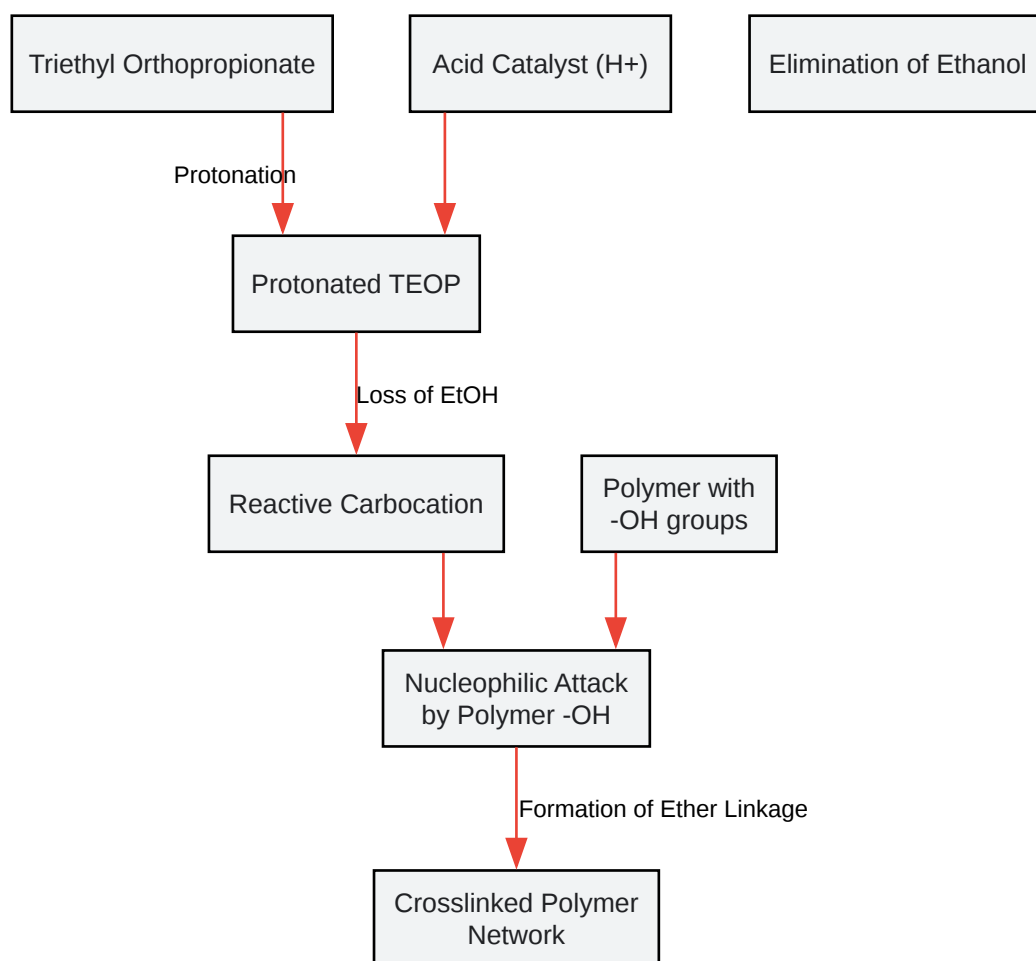 Triethyl Orthopropionate
Acid Catalyst (H+)
Elimination of Ethanol
Protonation
Protonated TEOP
Loss of EtOH
Reactive Carbocation
Polymer with
-OH groups
Nucleophilic Attack
by Polymer -OH
Formation of Ether Linkage
Crosslinked Polymer
Network